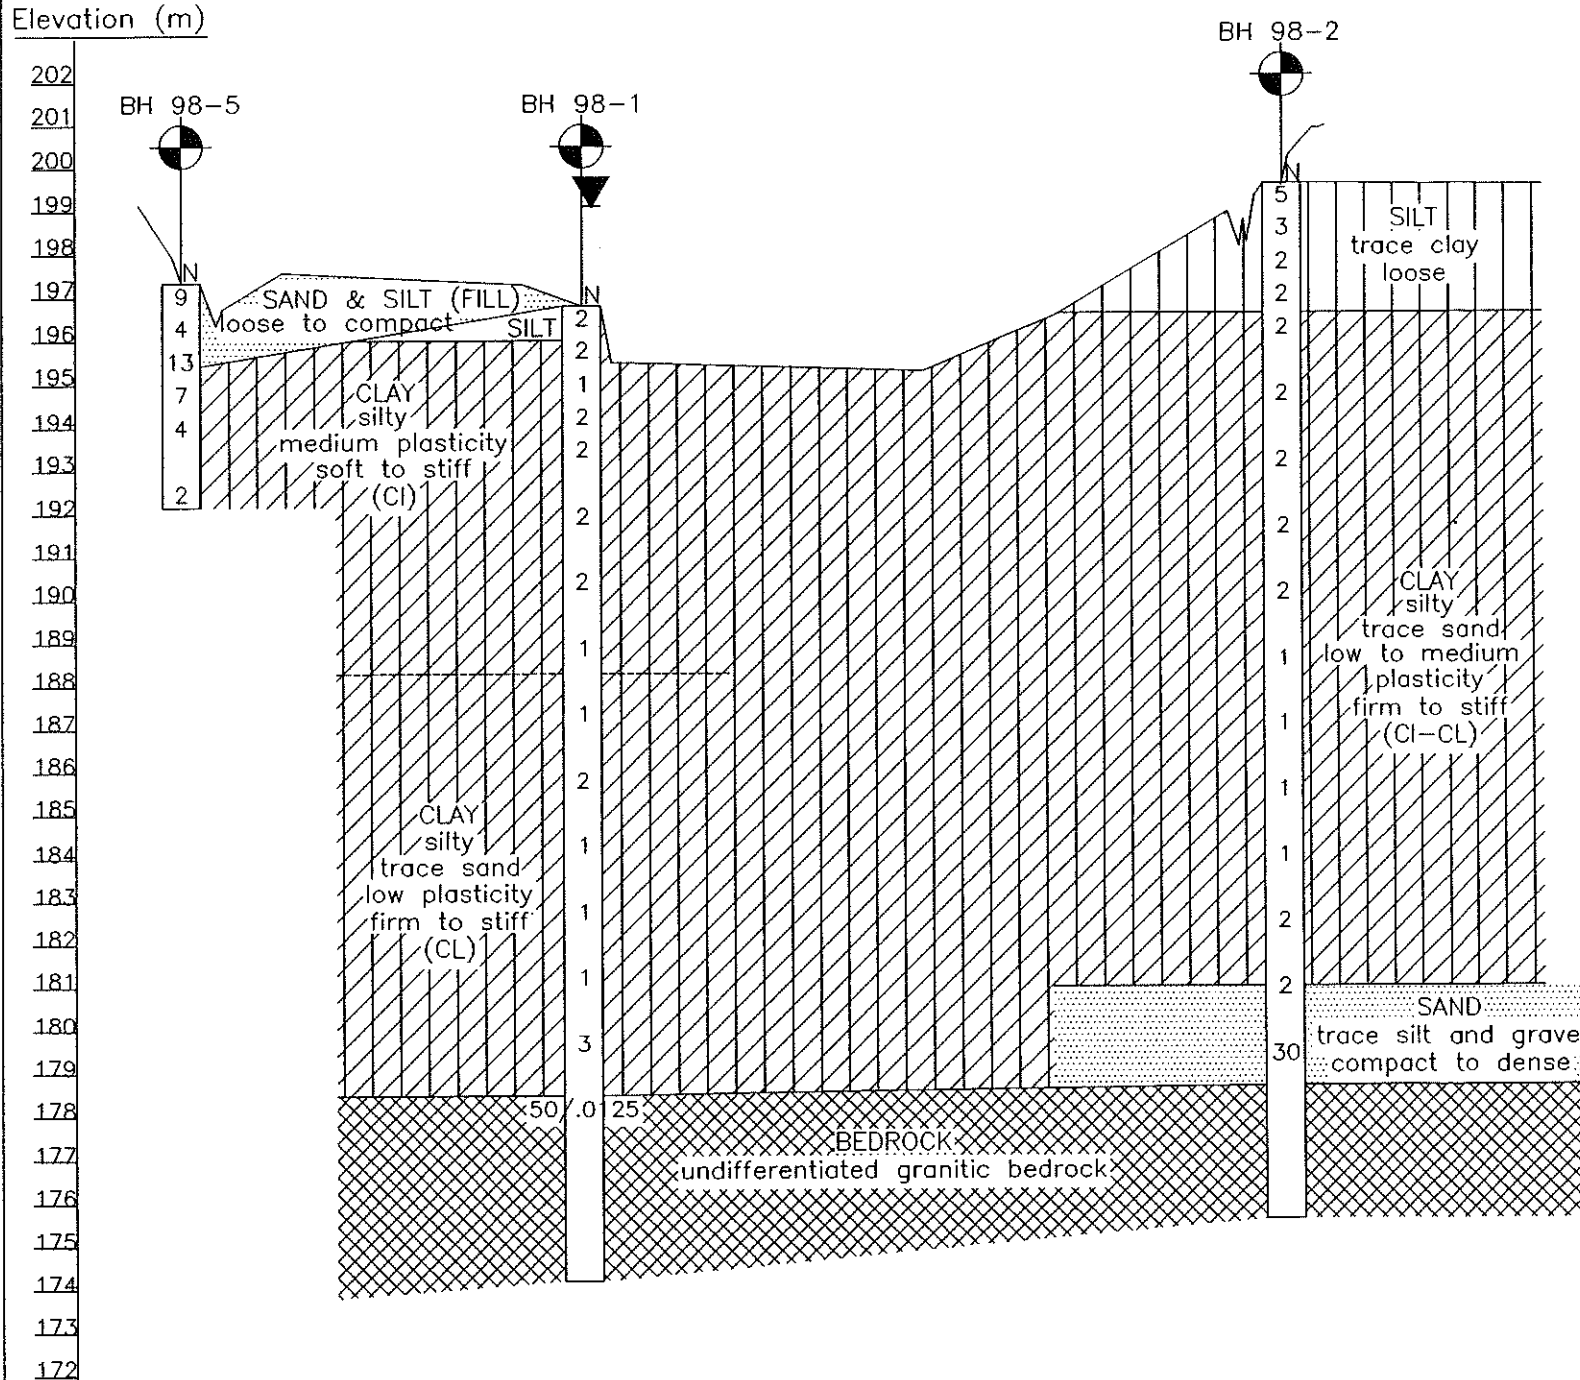 Elevation (m)
202
201
200
199
198
197
196
195
194
193
192
191
190
189
188
187
186
185
184
183
182
181
180
179
178
177
176
175
174
173
172
BH 98-5
N
9
4
13
7
4
2
SAND & SILT (FILL)
loose to compact
SILT
CLAY
silty
medium plasticity
soft to stiff
(CI)
CLAY
silty
trace sand
low plasticity
firm to stiff
(CL)
BH 98-1
N
2
2
1
2
2
2
2
1
1
2
1
1
1
3
50/.0125
BEDROCK
undifferentiated granitic bedrock
BH 98-2
N
5
3
2
2
2
2
2
2
2
1
1
1
1
2
2
30
SILT
trace clay
loose
CLAY
silty
trace sand
low to medium
plasticity
firm to stiff
(CI-CL)
SAND
trace silt and grave
compact to dense